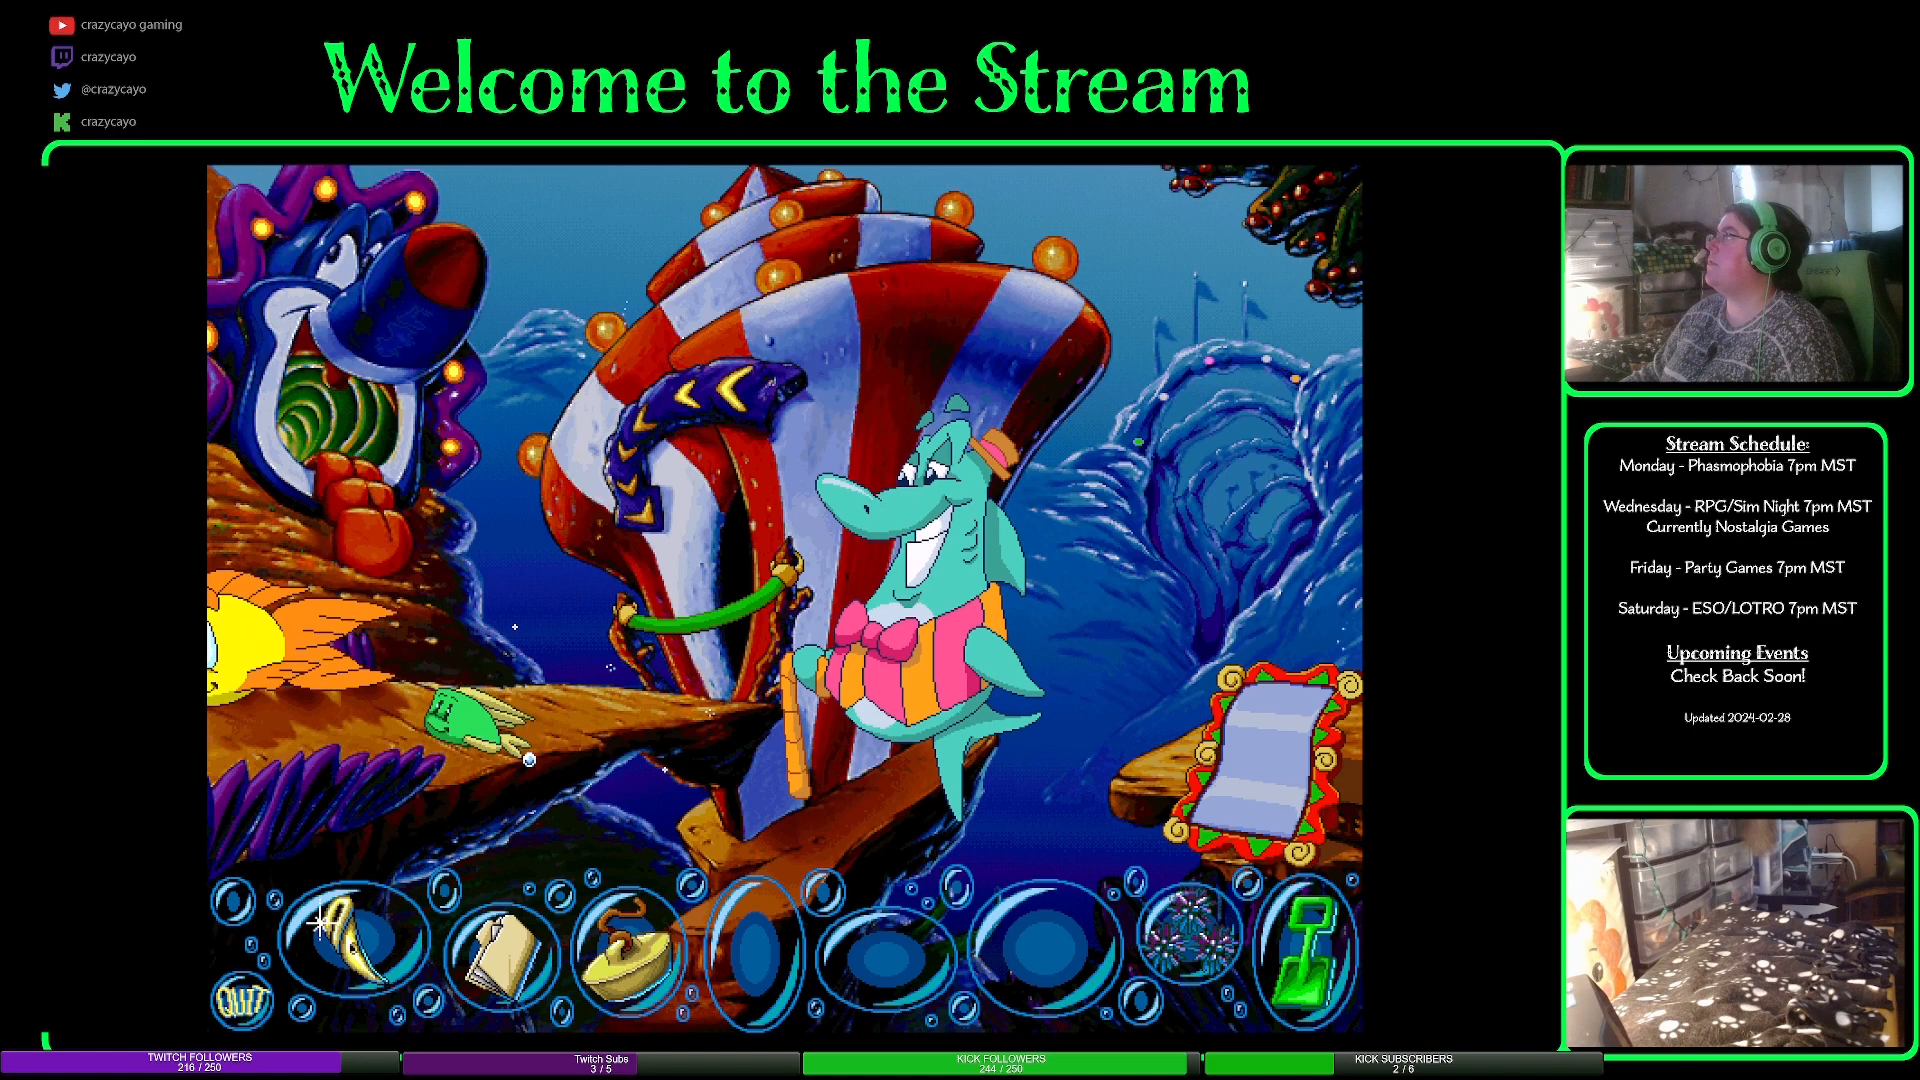 crazycayo gaming
crazycayo
@crazycayo
crazycayo
Welcome to the Stream
Stream Schedule:
Monday - Phasmophobia 7pm MST
Wednesday - RPG/Sim Night 7pm MST
Currently Nostalgia Games
Friday - Party Games 7pm MST
Saturday - ESO/LOTRO 7pm MST
Upcoming Events
Check Back Soon!
Updated 2024-02-28
QUIT
TWITCH FOLLOWERS
216 / 250
Twitch Subs
3 / 5
KICK FOLLOWERS
244 / 250
KICK SUBSCRIBERS
2 / 6